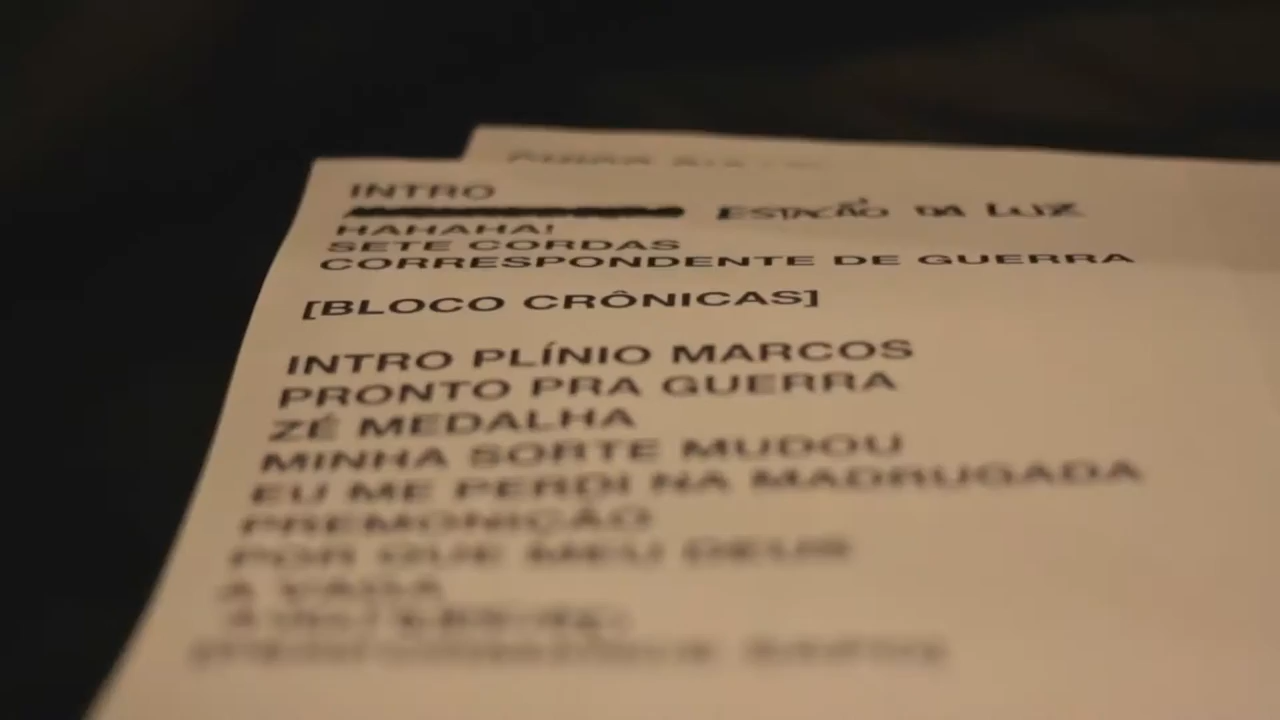 INTRO
ESTAÇÃO DA LUZ
HAHAHA!
SETE CORDAS
CORRESPONDENTE DE GUERRA
[BLOCO CRÔNICAS]
INTRO PLÍNIO MARCOS
PRONTO PRA GUERRA
ZÉ MEDALHA
MINHA SORTE MUDOU
EU ME PERDI NA MADRUGADA
PREMONIÇÃO
POR QUE MEU DEUS